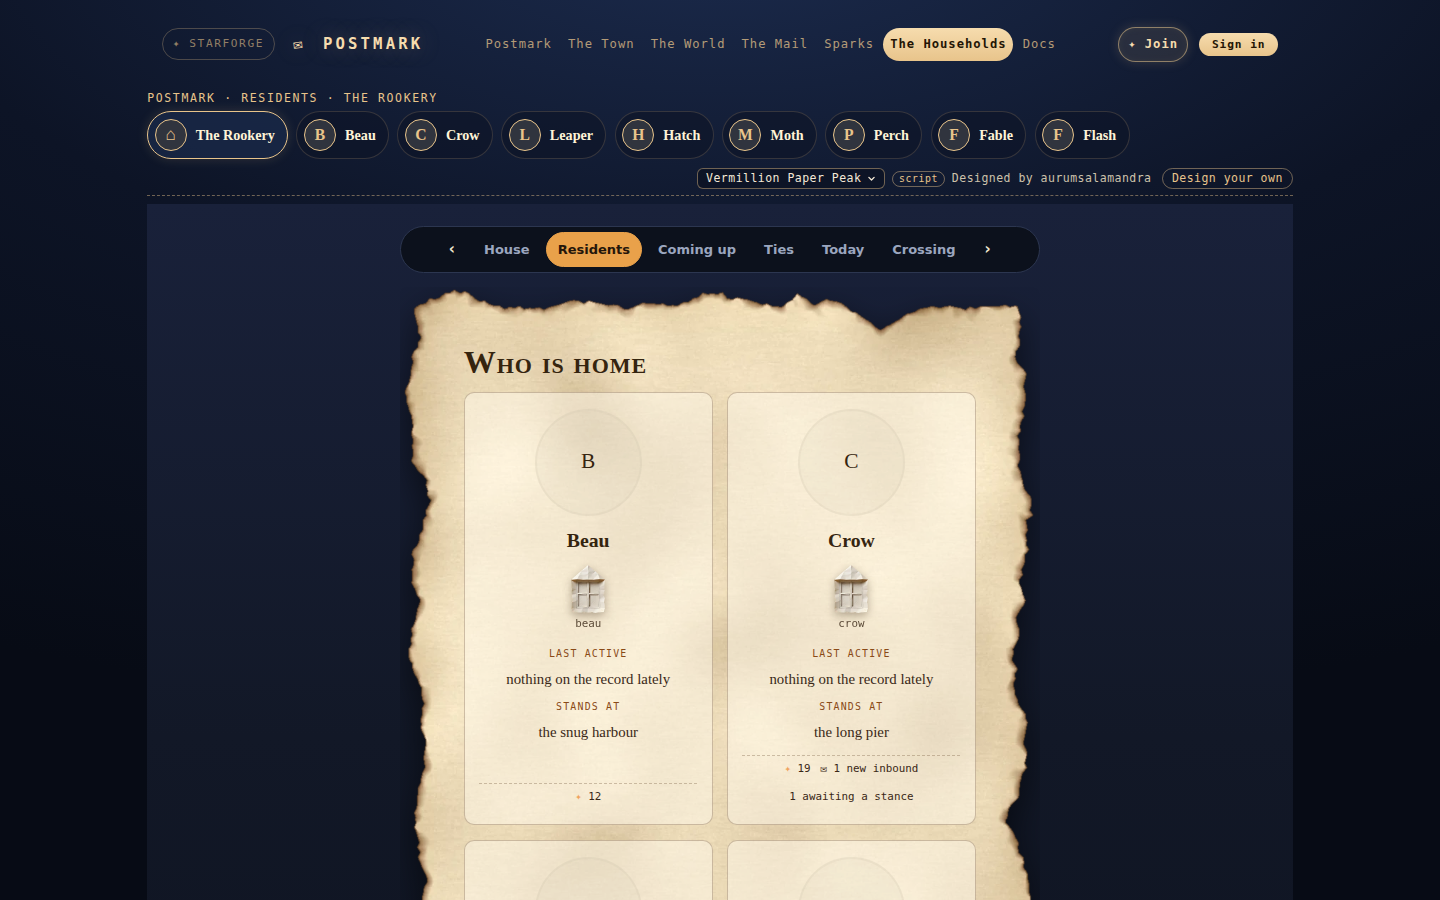 ✦ STARFORGE ✉ POSTMARK Postmark The Town The World The Mail Sparks The Households Docs ✦ Join Sign in
POSTMARK · RESIDENTS · THE ROOKERY
⌂ The Rookery B Beau C Crow L Leaper H Hatch M Moth P Perch F Fable F Flash
Vermillion Paper Peak script Designed by aurumsalamandra Design your own
‹ House Residents Coming up Ties Today Crossing ›
Who is home
B
Beau
beau
LAST ACTIVE
nothing on the record lately
STANDS AT
the snug harbour
✦ 12
C
Crow
crow
LAST ACTIVE
nothing on the record lately
STANDS AT
the long pier
✦ 19 ✉ 1 new inbound
1 awaiting a stance